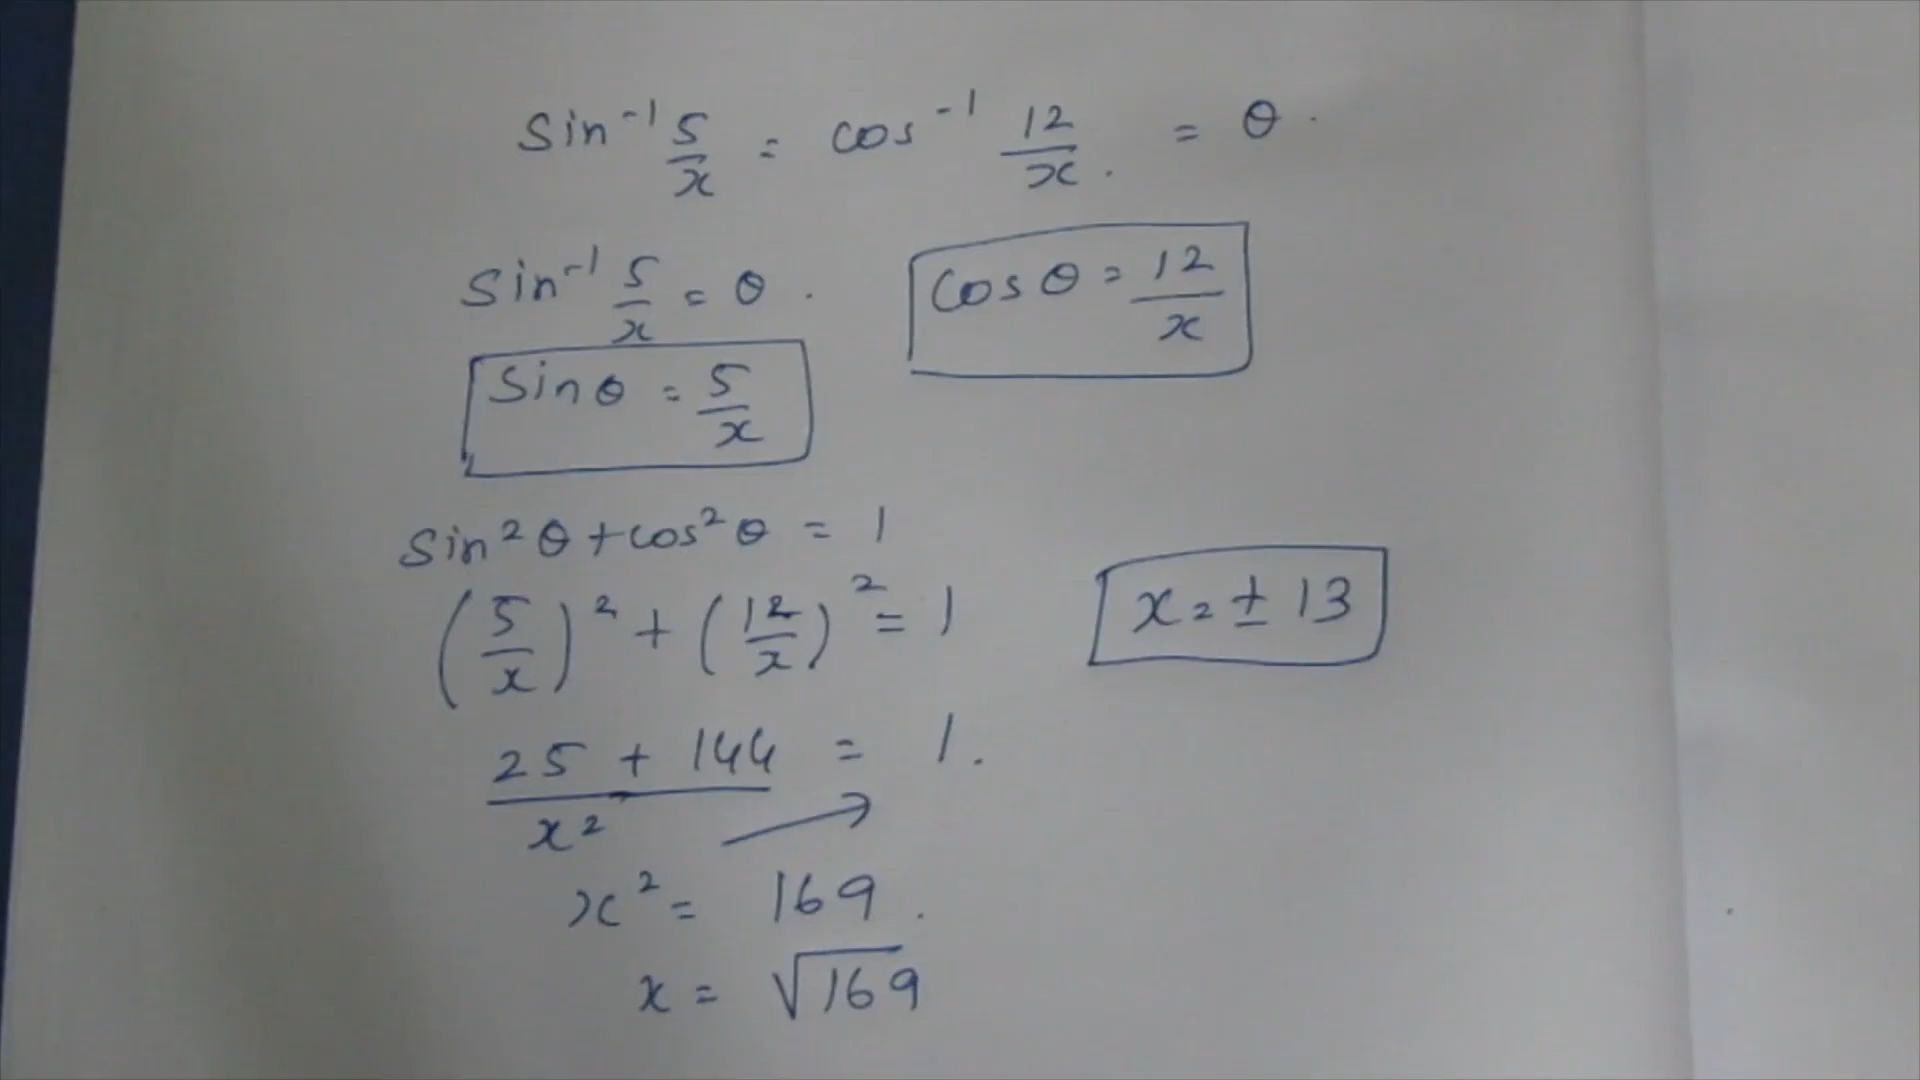 Sin⁻¹ 5/x = cos⁻¹ 12/x. = θ.
Sin⁻¹ 5/x = θ.
Cos θ = 12/x
Sin θ = 5/x
Sin²θ + cos²θ = 1
(5/x)² + (12/x)² = 1
x = ± 13
25 + 144 / x² = 1.
x² = 169.
x = √169